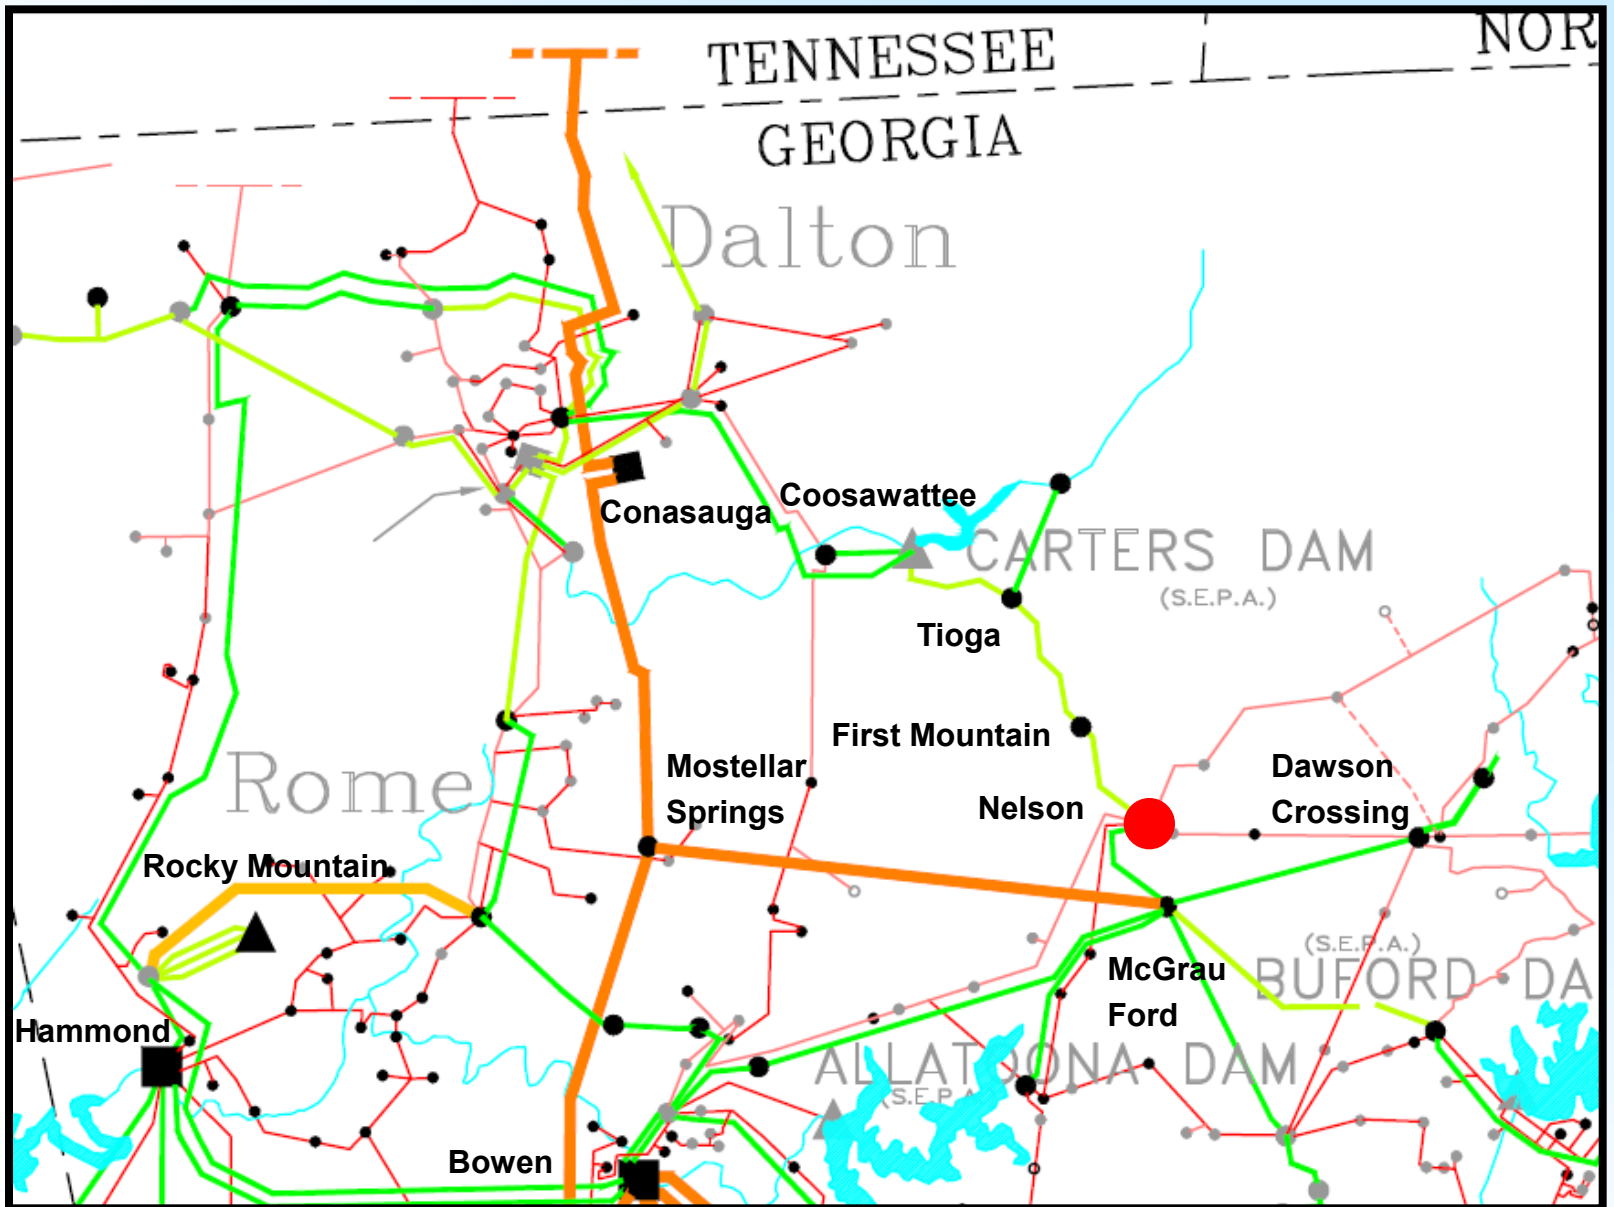 TENNESSEE
NOR
GEORGIA
Dalton
Coosawattee
Conasauga
CARTERS DAM
(S.E.P.A.)
Tioga
First Mountain
Rome
Mostellar
Springs
Nelson
Dawson
Crossing
Rocky Mountain
(S.E.P.A.)
McGrau
Ford
BUFORD DA
Hammond
ALLATOONA DAM
(S.E.P.A
Bowen